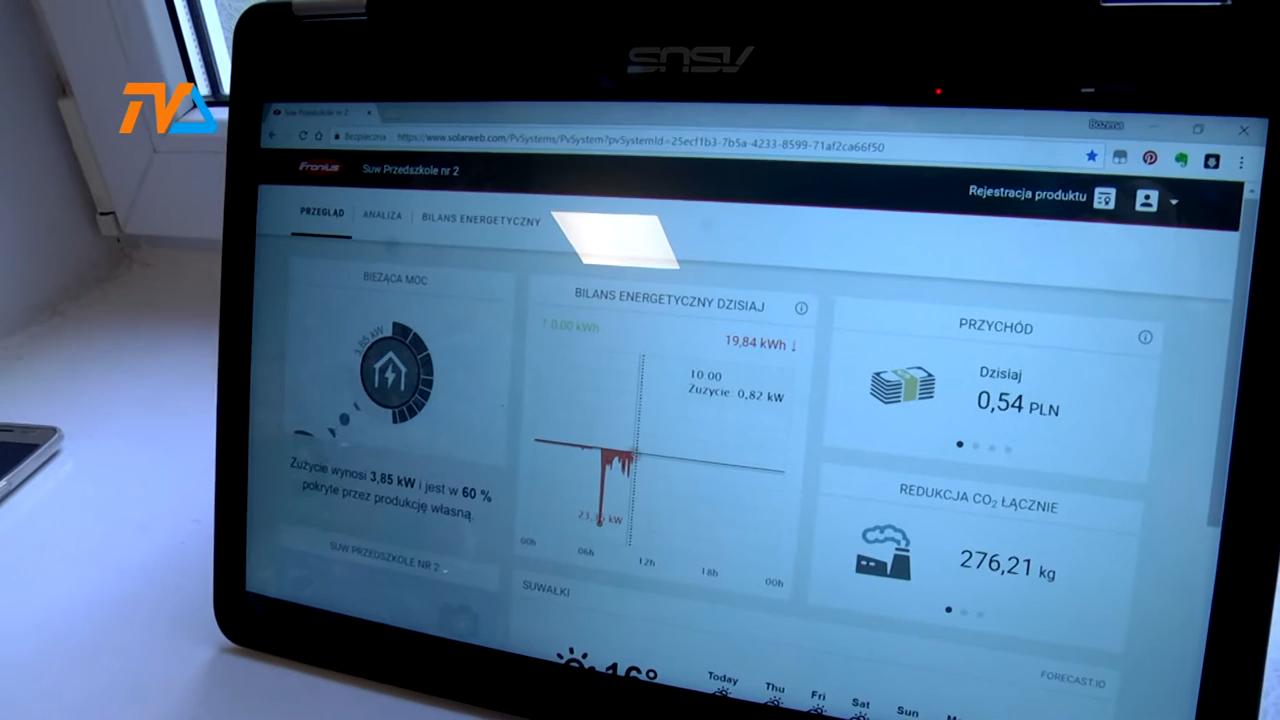 TVA
ASUS
Suw Przedszkole nr 2
Bożena
Bezpieczna https://www.solarweb.com/PvSystems/PvSystem?pvSystemId=25ecf1b3-7b5a-4233-8599-71af2ca66f50
Fronius Suw Przedszkole nr 2
Rejestracja produktu
PRZEGLĄD ANALIZA BILANS ENERGETYCZNY
BIEŻĄCA MOC
3,85 kW
Zużycie wynosi 3,85 kW i jest w 60 %
pokryte przez produkcję własną.
SUW PRZEDSZKOLE NR 2
BILANS ENERGETYCZNY DZISIAJ
↑ 0.00 kWh
19,84 kWh ↓
10:00
Zużycie: 0,82 kW
00h 06h 12h 18h 00h
PRZYCHÓD
Dzisiaj
0,54 PLN
REDUKCJA CO₂ ŁĄCZNIE
276,21 kg
SUWAŁKI
16°
Today Thu Fri Sat Sun
FORECAST.IO